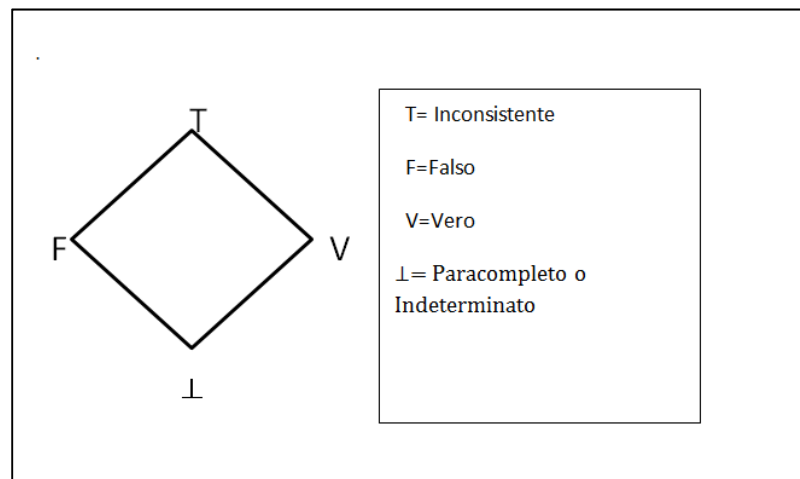 T
F
V
⊥
T= Inconsistente
F=Falso
V=Vero
⊥= Paracompleto o
Indeterminato